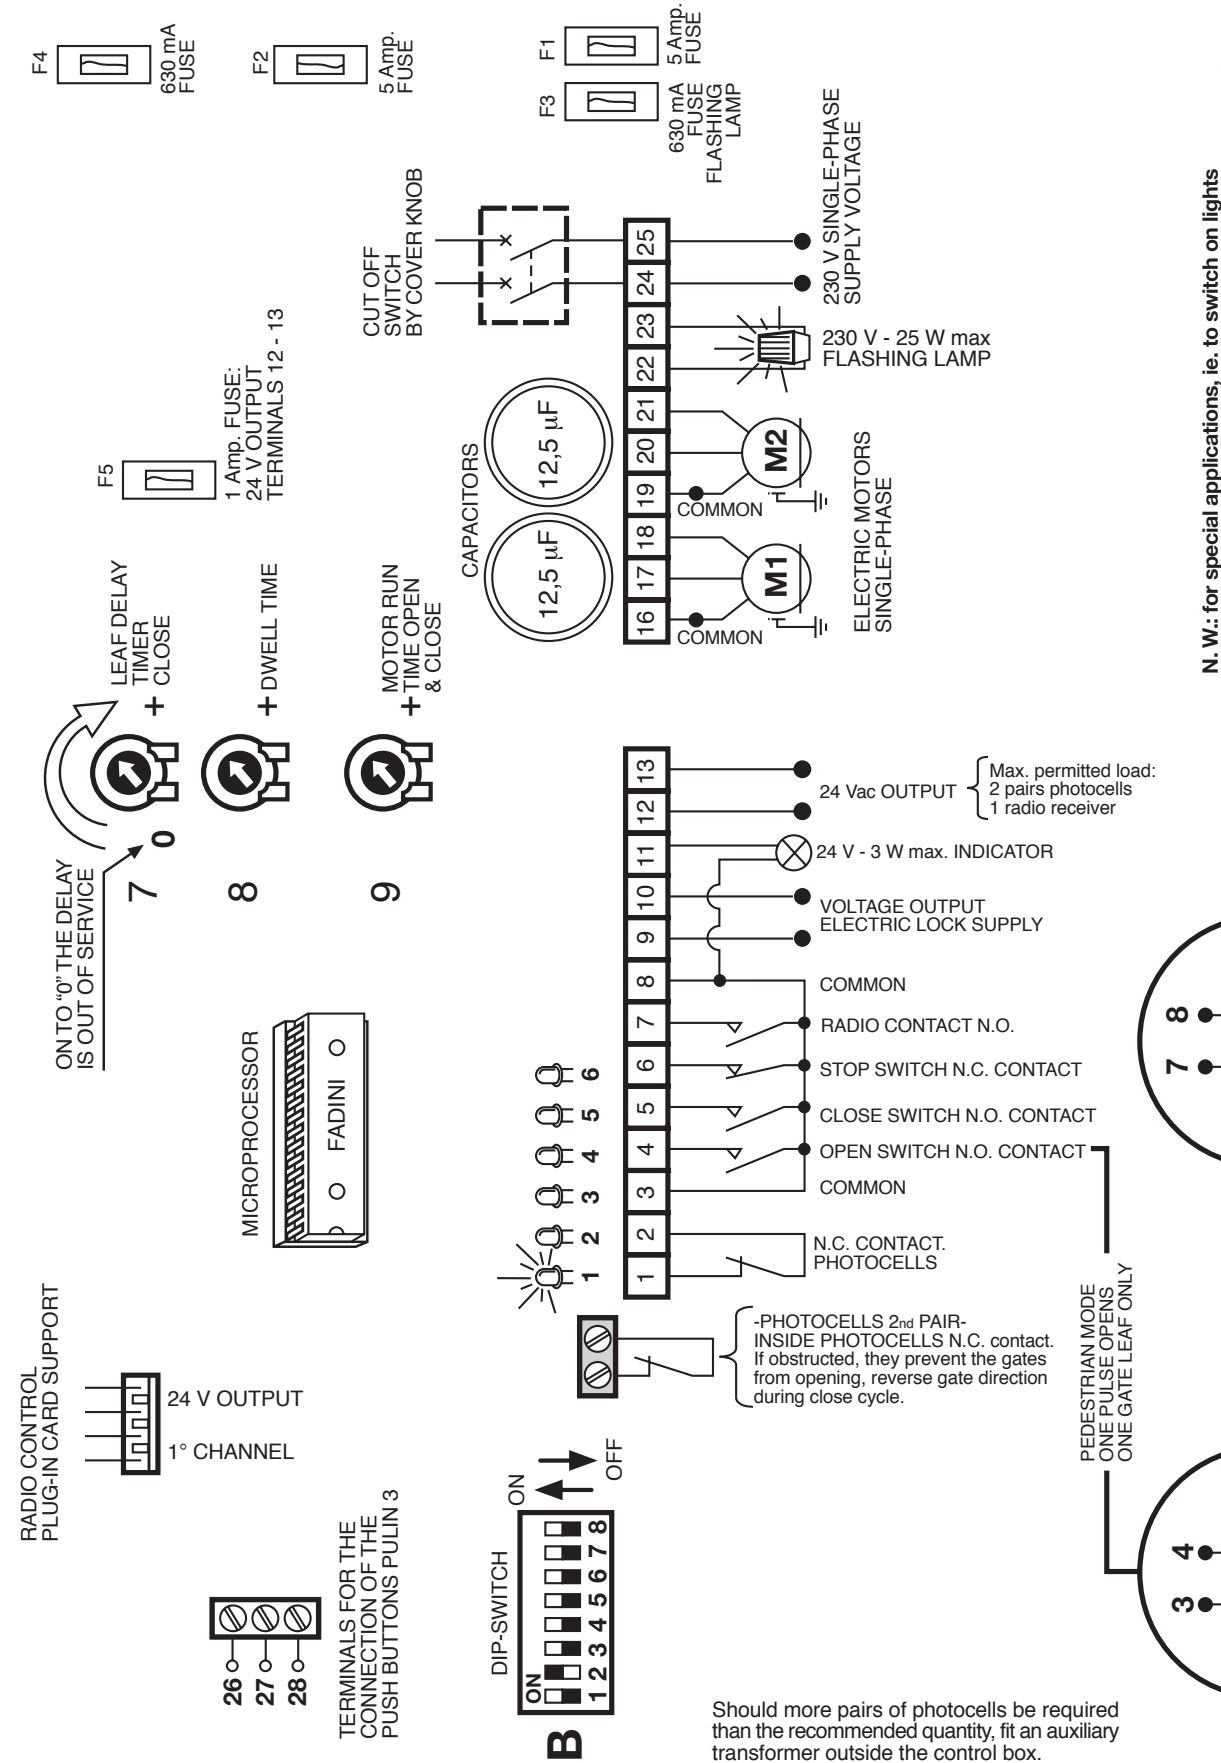 F4
630 mA
FUSE
F2
5 Amp.
FUSE
F1
5 Amp.
FUSE
F3
630 mA
FUSE
FLASHING
LAMP
F5
1 Amp. FUSE:
24 V OUTPUT
TERMINALS 12 - 13
CUT OFF
SWITCH
BY COVER KNOB
CAPACITORS
12,5 µF
12,5 µF
16 17 18 19 20 21 22 23 24 25
COMMON
M1
COMMON
M2
ELECTRIC MOTORS
SINGLE-PHASE
230 V - 25 W max
FLASHING LAMP
230 V SINGLE-PHASE
SUPPLY VOLTAGE
N. W.: for special applications, ie. to switch on lights
ON TO “0” THE DELAY
IS OUT OF SERVICE
7
0
+
LEAF DELAY
TIMER
CLOSE
8
+ DWELL TIME
9
MOTOR RUN
+ TIME OPEN
& CLOSE
MICROPROCESSOR
FADINI
1 2 3 4 5 6
1 2 3 4 5 6 7 8 9 10 11 12 13
24 Vac OUTPUT
Max. permitted load:
2 pairs photocells
1 radio receiver
24 V - 3 W max. INDICATOR
VOLTAGE OUTPUT
ELECTRIC LOCK SUPPLY
COMMON
RADIO CONTACT N.O.
STOP SWITCH N.C. CONTACT
CLOSE SWITCH N.O. CONTACT
OPEN SWITCH N.O. CONTACT
COMMON
N.C. CONTACT.
PHOTOCELLS
-PHOTOCELLS 2nd PAIR-
INSIDE PHOTOCELLS N.C. contact.
If obstructed, they prevent the gates
from opening, reverse gate direction
during close cycle.
PEDESTRIAN MODE
ONE PULSE OPENS
ONE GATE LEAF ONLY
7 8
3 4
RADIO CONTROL
PLUG-IN CARD SUPPORT
24 V OUTPUT
1° CHANNEL
26
27
28
TERMINALS FOR THE
CONNECTION OF THE
PUSH BUTTONS PULIN 3
DIP-SWITCH
ON
OFF
ON
1 2 3 4 5 6 7 8
B
Should more pairs of photocells be required
than the recommended quantity, fit an auxiliary
transformer outside the control box.